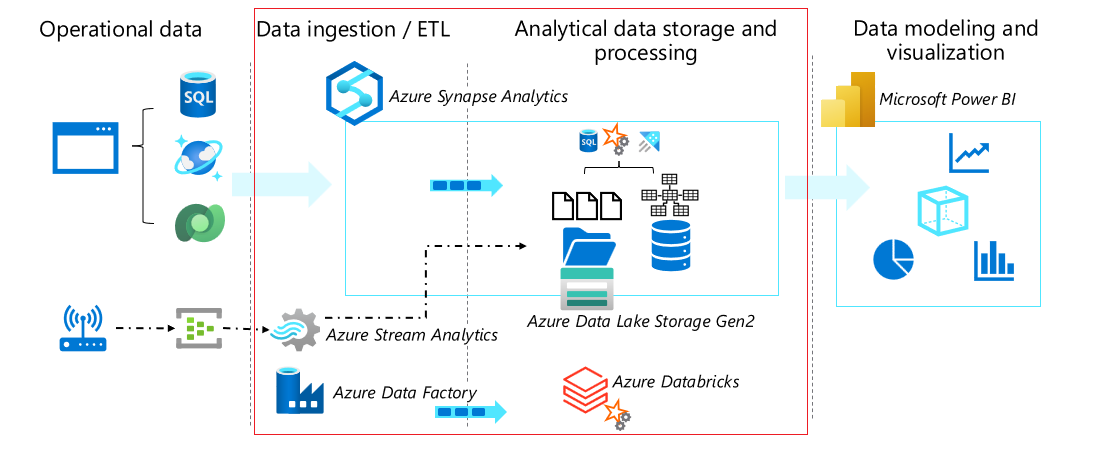 Operational data
Data ingestion / ETL
Analytical data storage and
processing
Data modeling and
visualization
Azure Synapse Analytics
Microsoft Power BI
SQL
SQL
Azure Data Lake Storage Gen2
Azure Stream Analytics
Azure Data Factory
Azure Databricks